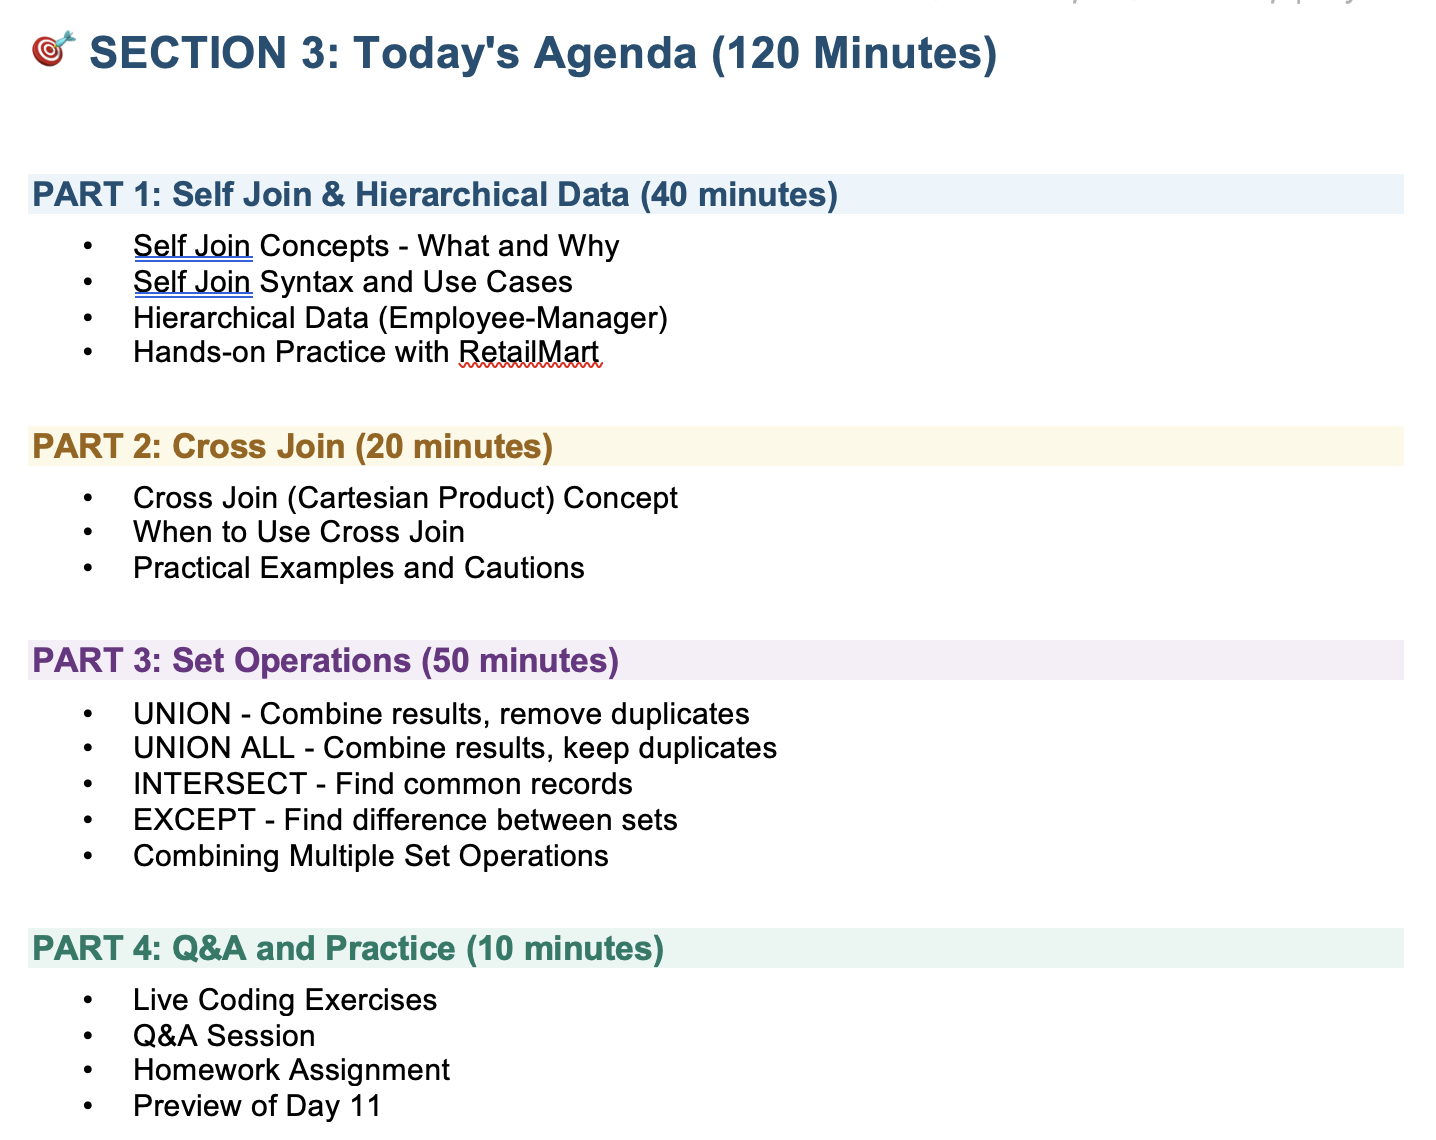 SECTION 3: Today's Agenda (120 Minutes)
PART 1: Self Join & Hierarchical Data (40 minutes)
• Self Join Concepts - What and Why
• Self Join Syntax and Use Cases
• Hierarchical Data (Employee-Manager)
• Hands-on Practice with RetailMart
PART 2: Cross Join (20 minutes)
• Cross Join (Cartesian Product) Concept
• When to Use Cross Join
• Practical Examples and Cautions
PART 3: Set Operations (50 minutes)
• UNION - Combine results, remove duplicates
• UNION ALL - Combine results, keep duplicates
• INTERSECT - Find common records
• EXCEPT - Find difference between sets
• Combining Multiple Set Operations
PART 4: Q&A and Practice (10 minutes)
• Live Coding Exercises
• Q&A Session
• Homework Assignment
• Preview of Day 11